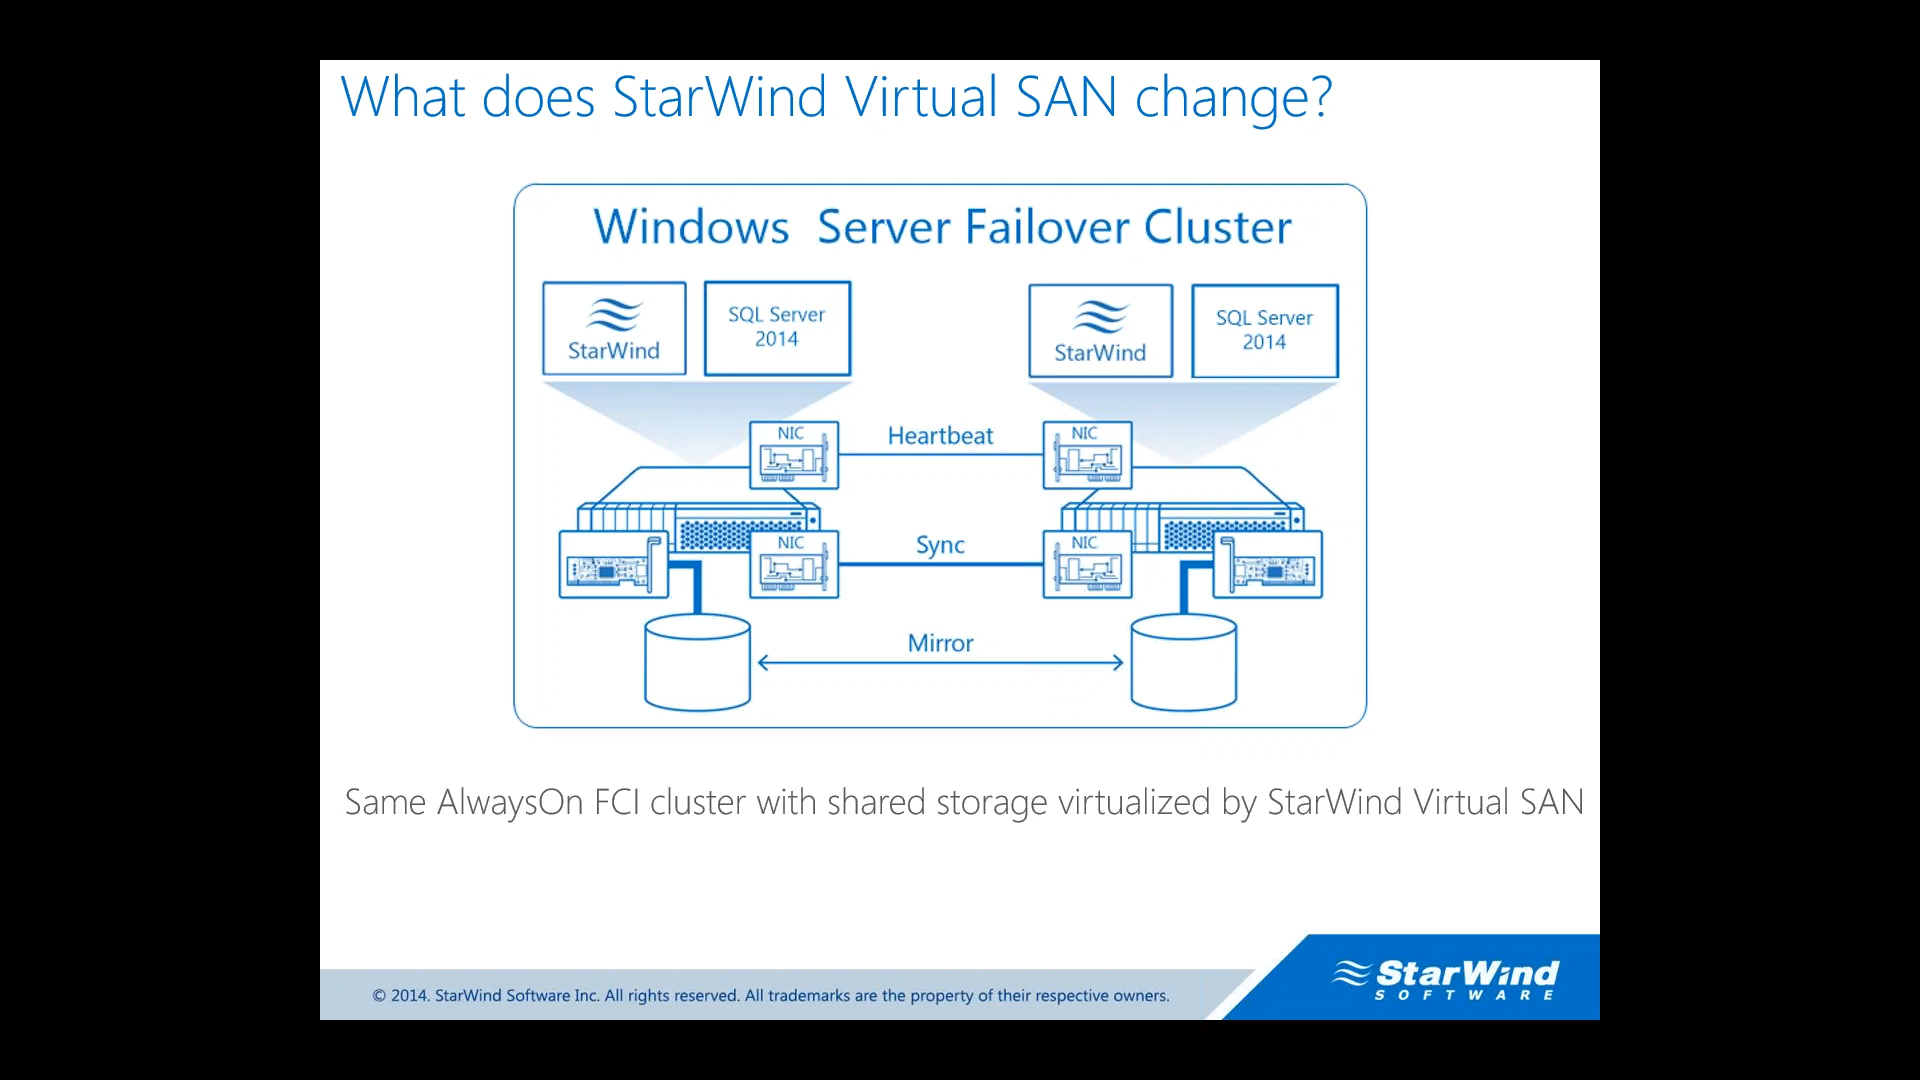 What does StarWind Virtual SAN change?
Windows Server Failover Cluster
StarWind
SQL Server
2014
StarWind
SQL Server
2014
NIC
Heartbeat
NIC
NIC
Sync
NIC
Mirror
Same AlwaysOn FCI cluster with shared storage virtualized by StarWind Virtual SAN
© 2014. StarWind Software Inc. All rights reserved. All trademarks are the property of their respective owners.
StarWind
SOFTWARE